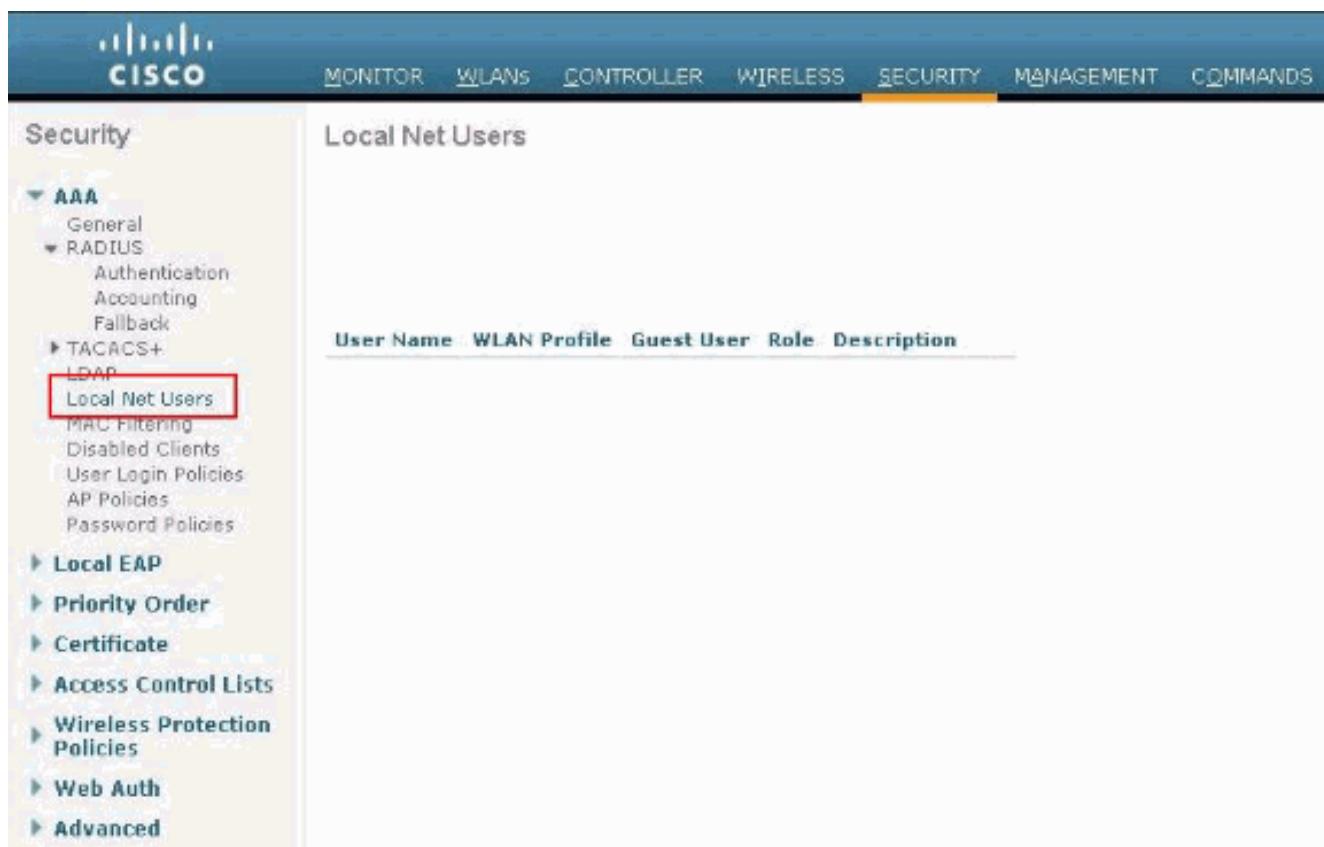 CISCO
MONITOR WLANs CONTROLLER WIRELESS SECURITY MANAGEMENT COMMANDS
Security
AAA
General
RADIUS
Authentication
Accounting
Fallback
TACACS+
LDAP
Local Net Users
MAC Filtering
Disabled Clients
User Login Policies
AP Policies
Password Policies
Local EAP
Priority Order
Certificate
Access Control Lists
Wireless Protection
Policies
Web Auth
Advanced
Local Net Users
User Name WLAN Profile Guest User Role Description